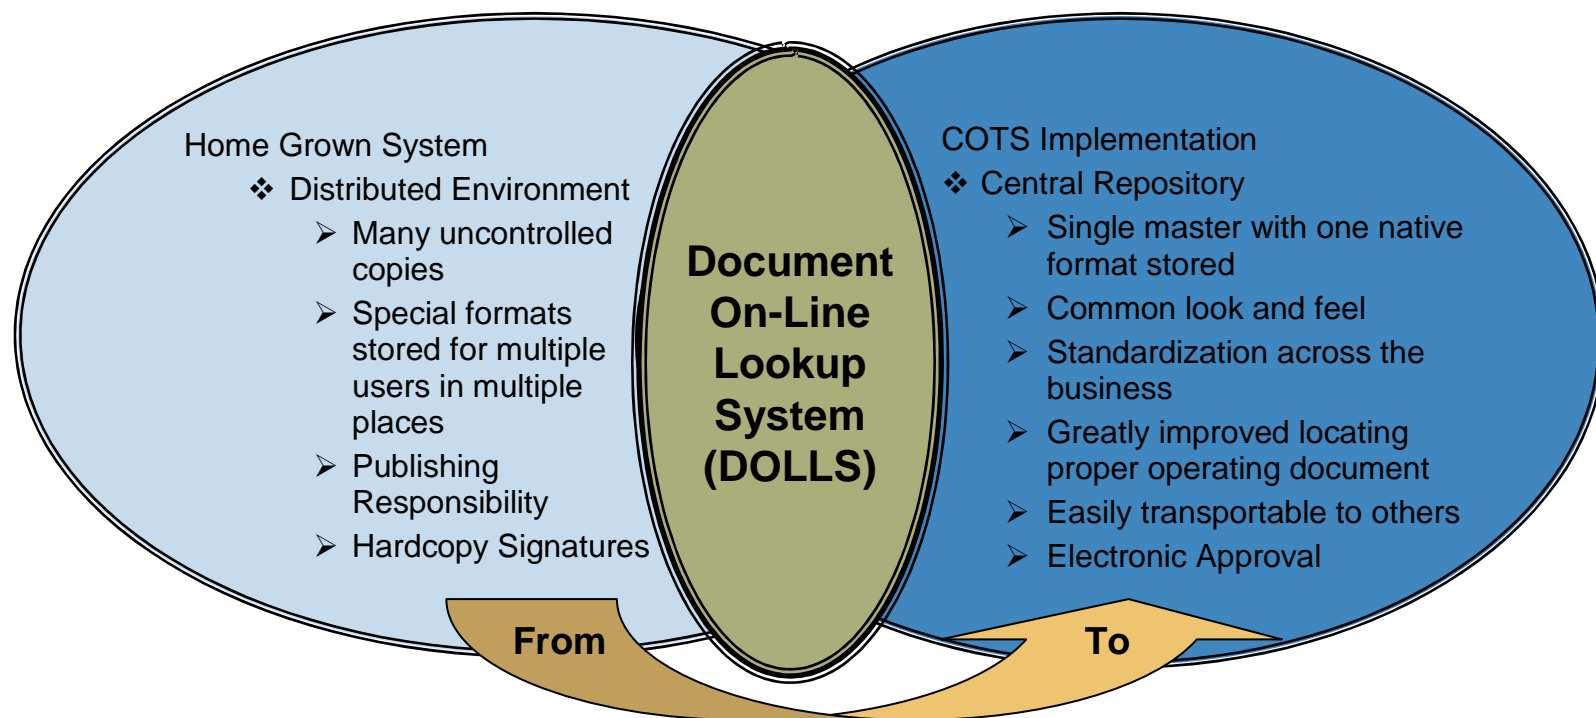 Home Grown System
❖ Distributed Environment
➢ Many uncontrolled
copies
➢ Special formats
stored for multiple
users in multiple
places
➢ Publishing
Responsibility
➢ Hardcopy Signatures
Document
On-Line
Lookup
System
(DOLLS)
COTS Implementation
❖ Central Repository
➢ Single master with one native
format stored
➢ Common look and feel
➢ Standardization across the
business
➢ Greatly improved locating
proper operating document
➢ Easily transportable to others
➢ Electronic Approval
From
To